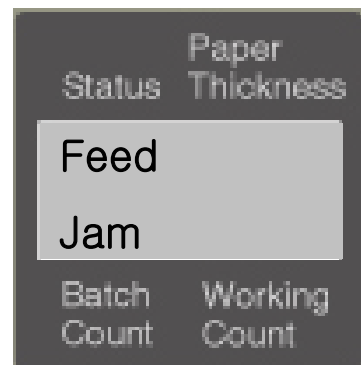 Paper
Status Thickness
Feed
Jam
Batch Working
Count Count